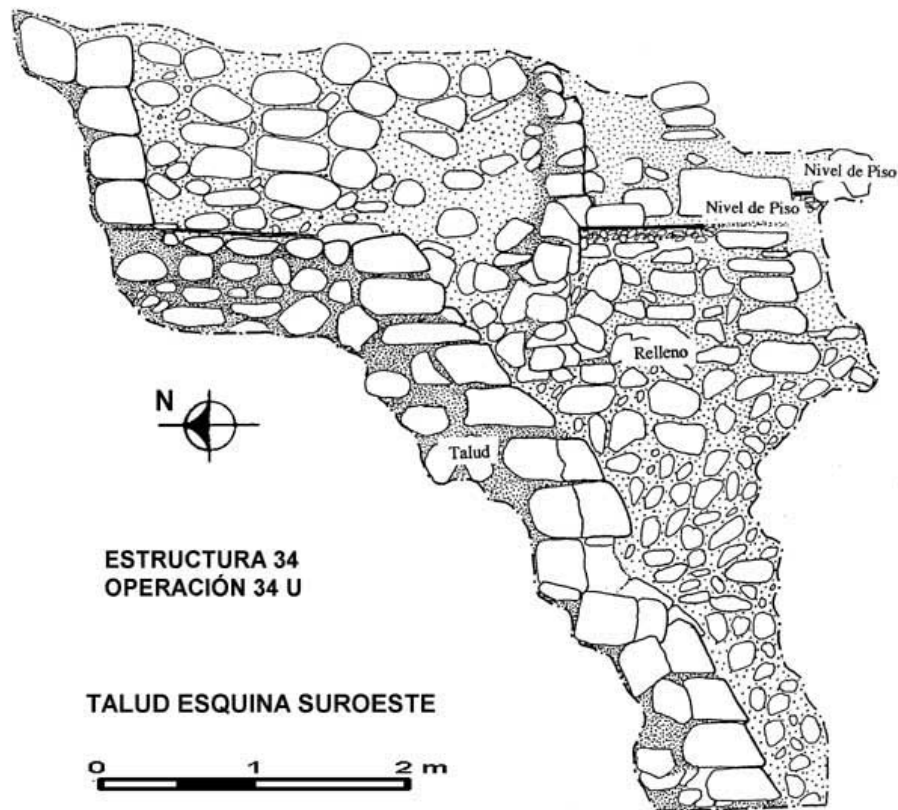 Nivel de Piso
Nivel de Piso
Relleno
N
Talud
ESTRUCTURA 34
OPERACIÓN 34 U
TALUD ESQUINA SUROESTE
0 1 2 m